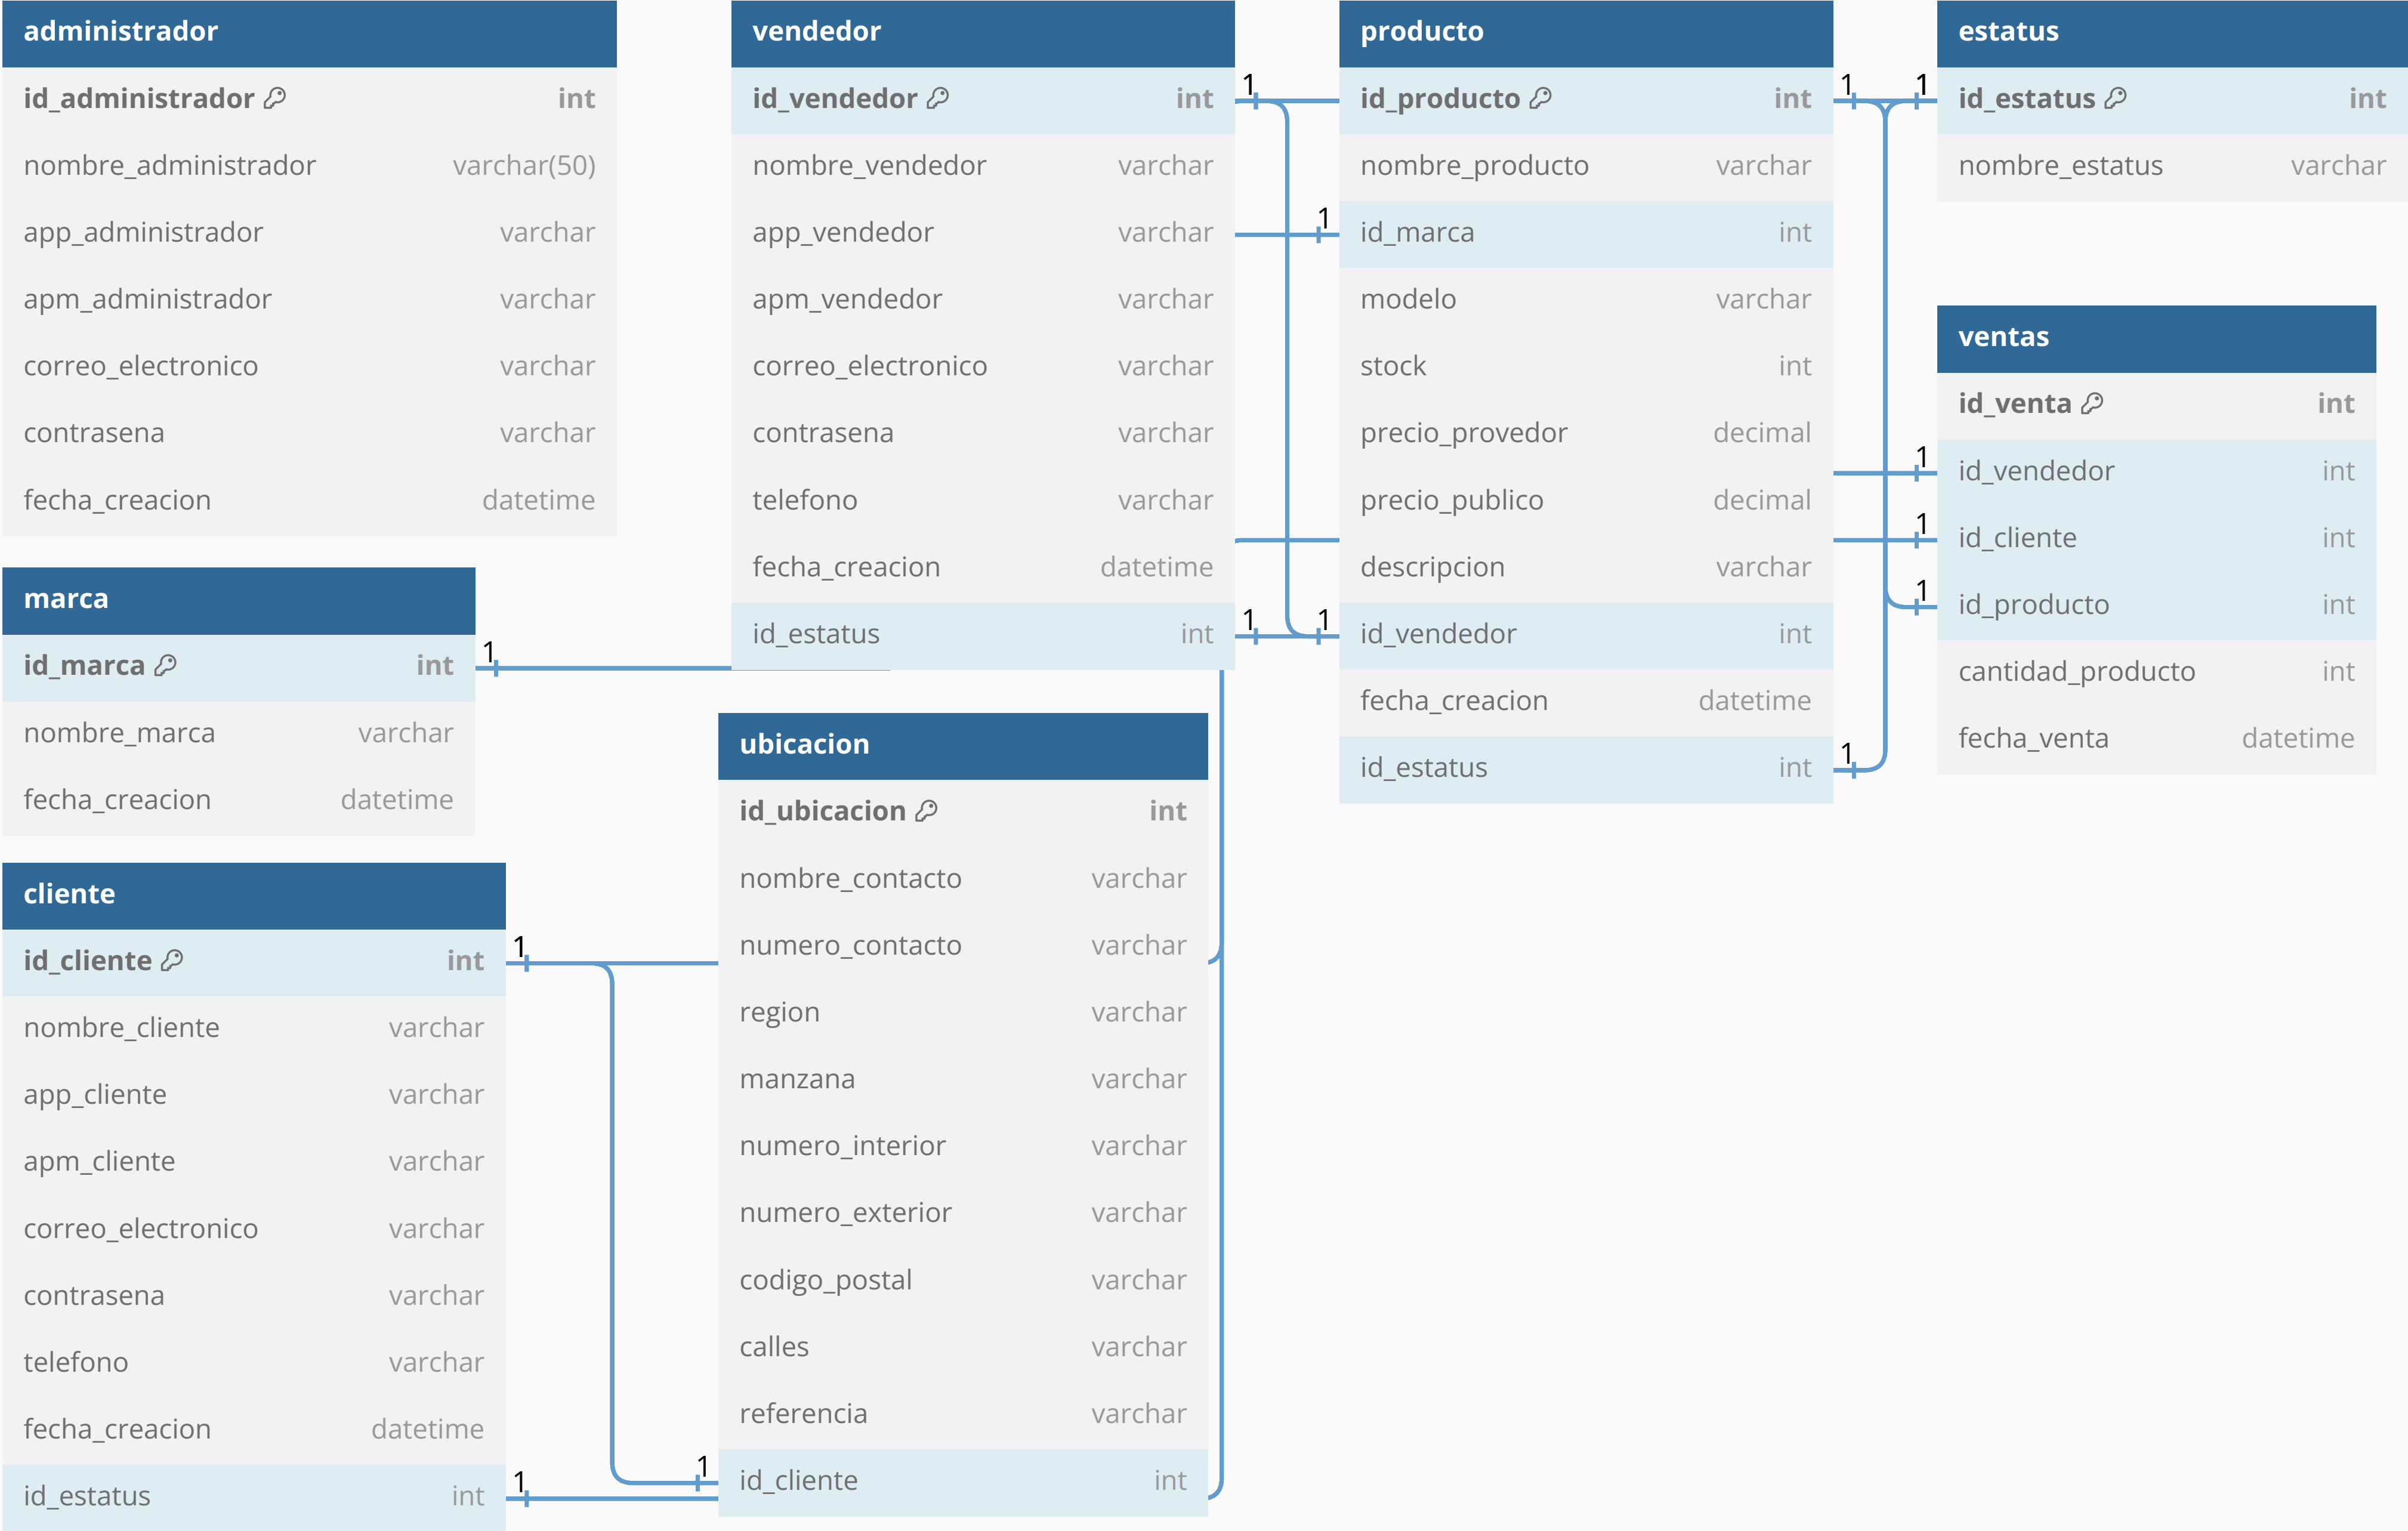 administrador
id_administrador int
nombre_administrador varchar(50)
app_administrador varchar
apm_administrador varchar
correo_electronico varchar
contrasena varchar
fecha_creacion datetime
marca
1
id_marca int
nombre_marca varchar
fecha_creacion datetime
cliente
1
id_cliente int
nombre_cliente varchar
app_cliente varchar
apm_cliente varchar
correo_electronico varchar
contrasena varchar
telefono varchar
fecha_creacion datetime
1
id_estatus int
vendedor
1
id_vendedor int
nombre_vendedor varchar
app_vendedor varchar
apm_vendedor varchar
correo_electronico varchar
contrasena varchar
telefono varchar
fecha_creacion datetime
1
id_estatus int
ubicacion
id_ubicacion int
nombre_contacto varchar
numero_contacto varchar
region varchar
manzana varchar
numero_interior varchar
numero_exterior varchar
codigo_postal varchar
calles varchar
referencia varchar
1
id_cliente int
producto
1
id_producto int
nombre_producto varchar
1
id_marca int
modelo varchar
stock int
precio_provedor decimal
precio_publico decimal
descripcion varchar
1
id_vendedor int
fecha_creacion datetime
1
id_estatus int
estatus
1
id_estatus int
nombre_estatus varchar
ventas
id_venta int
1
id_vendedor int
1
id_cliente int
1
id_producto int
cantidad_producto int
fecha_venta datetime